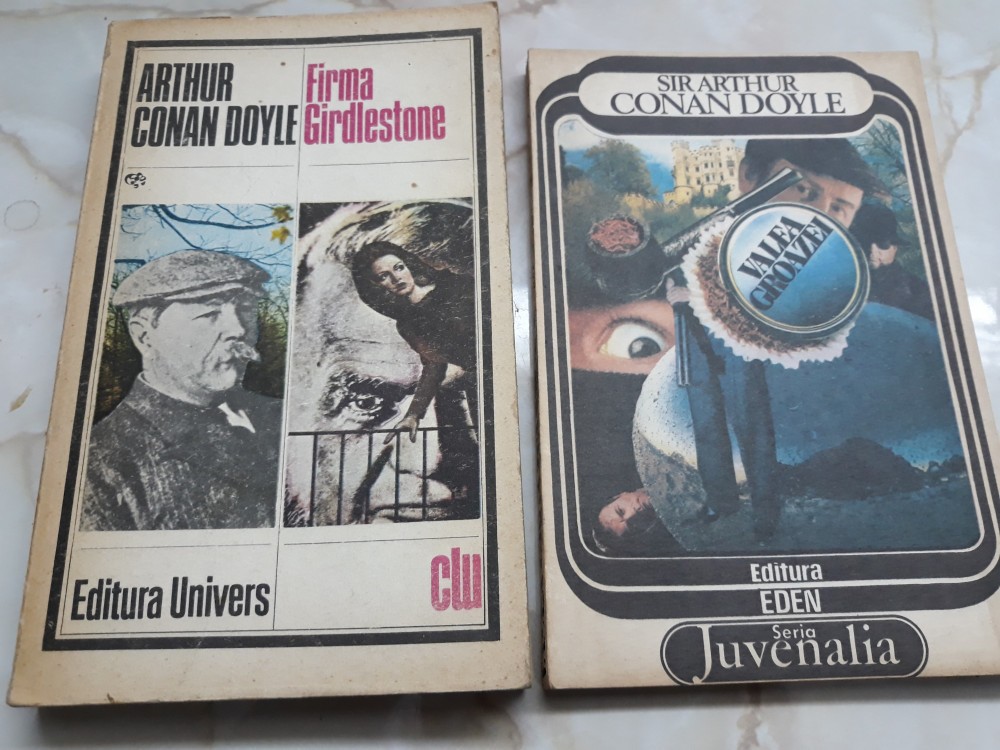 ARTHUR
CONAN DOYLE
Firma
Girdlestone
Editura Univers
clu
SIR ARTHUR
CONAN DOYLE
VALEA
GROAZEI
Editura
EDEN
Seria
Juvenalia